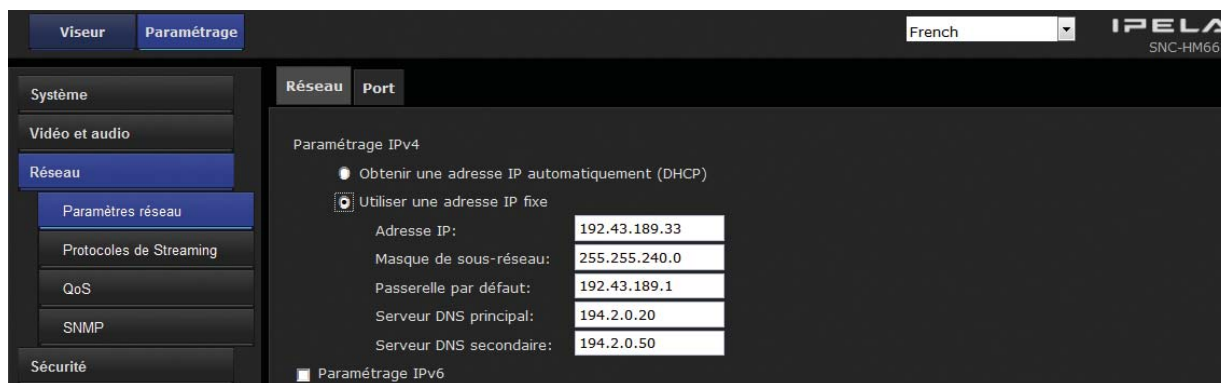 Viseur Paramétrage French IPELA
SNC-HM66
Système
Vidéo et audio
Réseau
Paramètres réseau
Protocoles de Streaming
QoS
SNMP
Sécurité
Réseau Port
Paramétrage IPv4
Obtenir une adresse IP automatiquement (DHCP)
Utiliser une adresse IP fixe
Adresse IP: 192.43.189.33
Masque de sous-réseau: 255.255.240.0
Passerelle par défaut: 192.43.189.1
Serveur DNS principal: 194.2.0.20
Serveur DNS secondaire: 194.2.0.50
Paramétrage IPv6